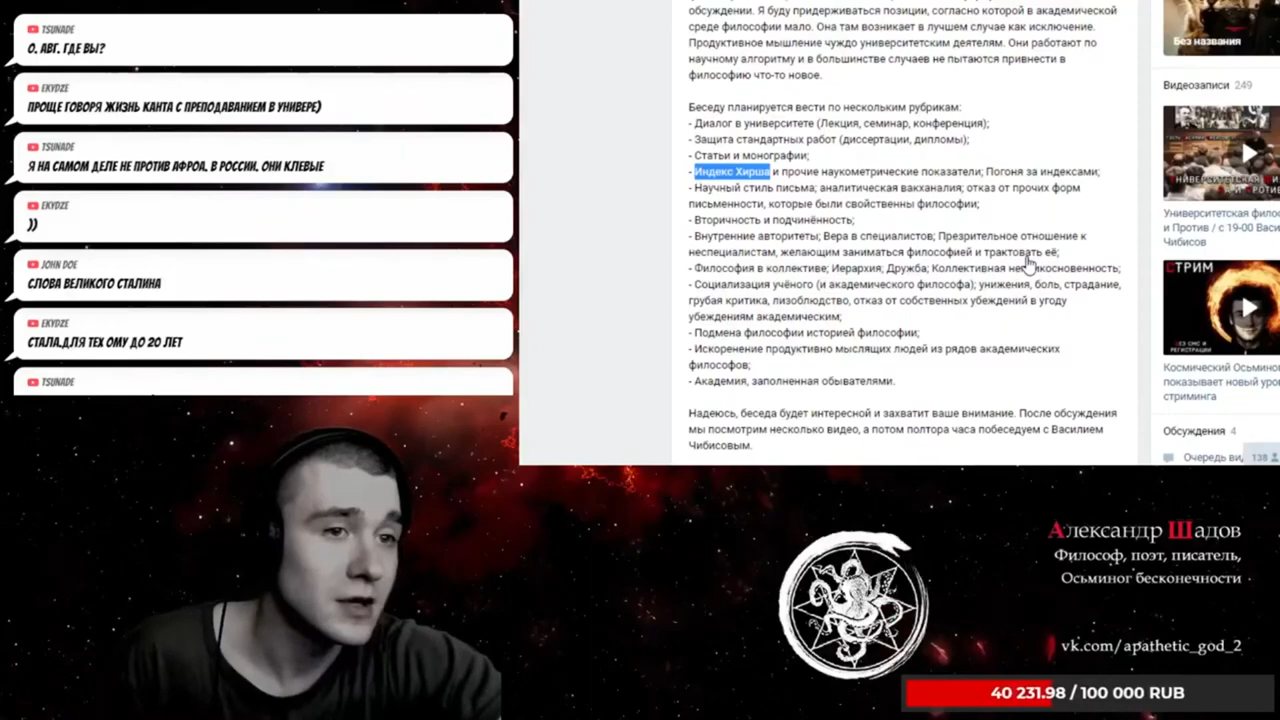 TSUNADE
О, АВГ. ГДЕ ВЫ?
EKYDZE
ПРОЩЕ ГОВОРЯ ЖИЗНЬ КАНТА С ПРЕПОДАВАНИЕМ В УНИВЕРЕ)
TSUNADE
Я НА САМОМ ДЕЛЕ НЕ ПРОТИВ АФРОА. В РОССИИ. ОНИ КЛЕВЫЕ
EKYDZE
))
JOHN DOE
СЛОВА ВЕЛИКОГО СТАЛИНА
EKYDZE
СТАЛА.ДЛЯ ТЕХ ОМУ ДО 20 ЛЕТ
TSUNADE
обсуждении. Я буду придерживаться позиции, согласно которой в академической
среде философии мало. Она там возникает в лучшем случае как исключение.
Продуктивное мышление чуждо университетским деятелям. Они работают по
научному алгоритму и в большинстве случаев не пытаются привнести в
философию что-то новое.
Беседу планируется вести по нескольким рубрикам:
- Диалог в университете (Лекция, семинар, конференция);
- Защита стандартных работ (диссертации, дипломы);
- Статьи и монографии;
- Индекс Хирша и прочие наукометрические показатели; Погоня за индексами;
- Научный стиль письма; аналитическая вакханалия; отказ от прочих форм
письменности, которые были свойственны философии;
- Вторичность и подчинённость;
- Внутренние авторитеты; Вера в специалистов; Презрительное отношение к
неспециалистам, желающим заниматься философией и трактовать её;
- Философия в коллективе; Иерархия; Дружба; Коллективная
- Социализация учёного (и академического философа); унижения, боль, страдание,
грубая критика, лизоблюдство, отказ от собственных убеждений в угоду
убеждениям академическим;
- Подмена философии историей философии;
- Искоренение продуктивно мыслящих людей из рядов академических
философов;
- Академия, заполненная обывателями.
Надеюсь, беседа будет интересной и захватит ваше внимание. После обсуждения
мы посмотрим несколько видео, а потом полтора часа побеседуем с Василием
Чибисовым.
Без названия
Видеозаписи 249
Университетская
и Против / с 19-00
Чибисов
СТРИМ
БЕЗ СМС И
РЕГИСТРАЦИИ
Космический
показывает новый
стриминга
Обсуждения 4
Очередь
138
Александр Шадов
Философ, поэт, писатель,
Осьминог бесконечности
vk.com/apathetic_god_2
40 231.98 / 100 000 RUB